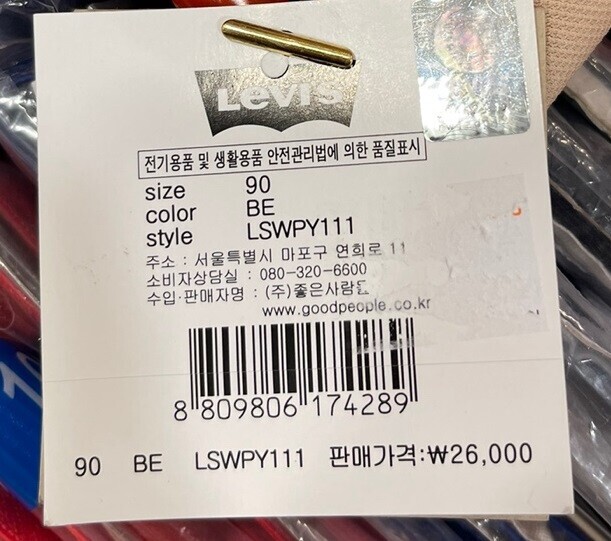 Levi's
전기용품 및 생활용품 안전관리법에 의한 품질표시
size 90
color BE
style LSWPY111
주소 : 서울특별시 마포구 연희로 11
소비자상담실 : 080-320-6600
수입·판매자명 : (주)좋은사람들
www.goodpeople.co.kr
8 809806 174289
90 BE LSWPY111 판매가격:₩26,000